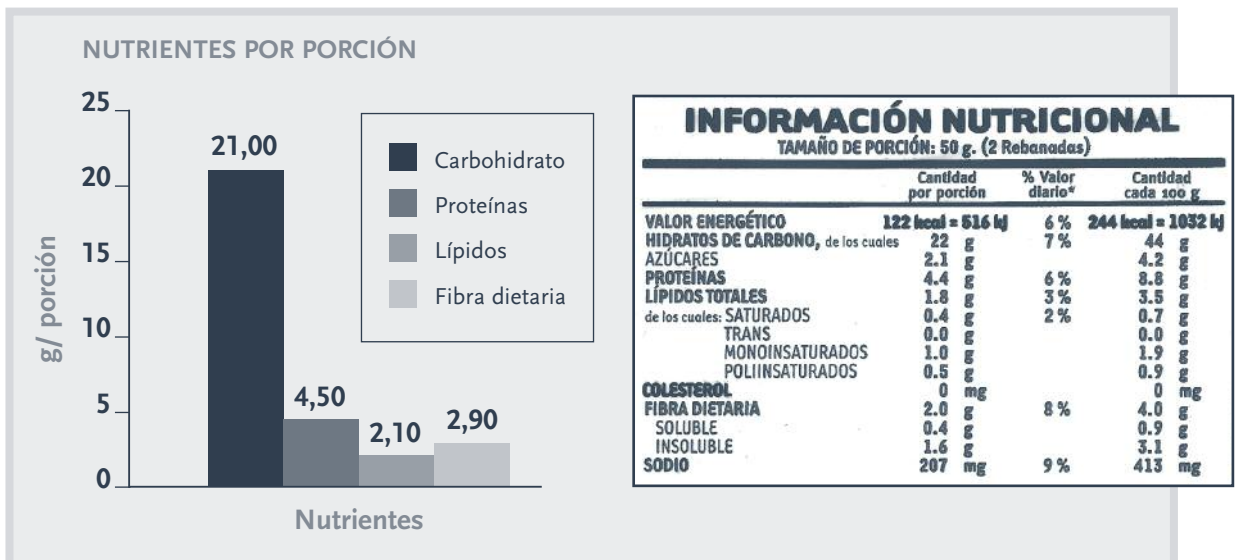 NUTRIENTES POR PORCIÓN
25
20
15
10
5
0
g/ porción
21,00
4,50
2,10
2,90
Nutrientes
Carbohidrato
Proteínas
Lípidos
Fibra dietaria
INFORMACIÓN NUTRICIONAL
TAMAÑO DE PORCIÓN: 50 g. (2 Rebanadas)
Cantidad por porción % Valor diario* Cantidad cada 100 g
VALOR ENERGÉTICO 122 kcal = 516 kJ 6 % 244 kcal = 1032 kJ
HIDRATOS DE CARBONO, de los cuales 22 g 7 % 44 g
AZÚCARES 2.1 g 4.2 g
PROTEÍNAS 4.4 g 6 % 8.8 g
LÍPIDOS TOTALES 1.8 g 3 % 3.5 g
de los cuales: SATURADOS 0.4 g 2 % 0.7 g
TRANS 0.0 g 0.0 g
MONOINSATURADOS 1.0 g 1.9 g
POLIINSATURADOS 0.5 g 0.9 g
COLESTEROL 0 mg 0 mg
FIBRA DIETARIA 2.0 g 8 % 4.0 g
SOLUBLE 0.4 g 0.9 g
INSOLUBLE 1.6 g 3.1 g
SODIO 207 mg 9 % 413 mg